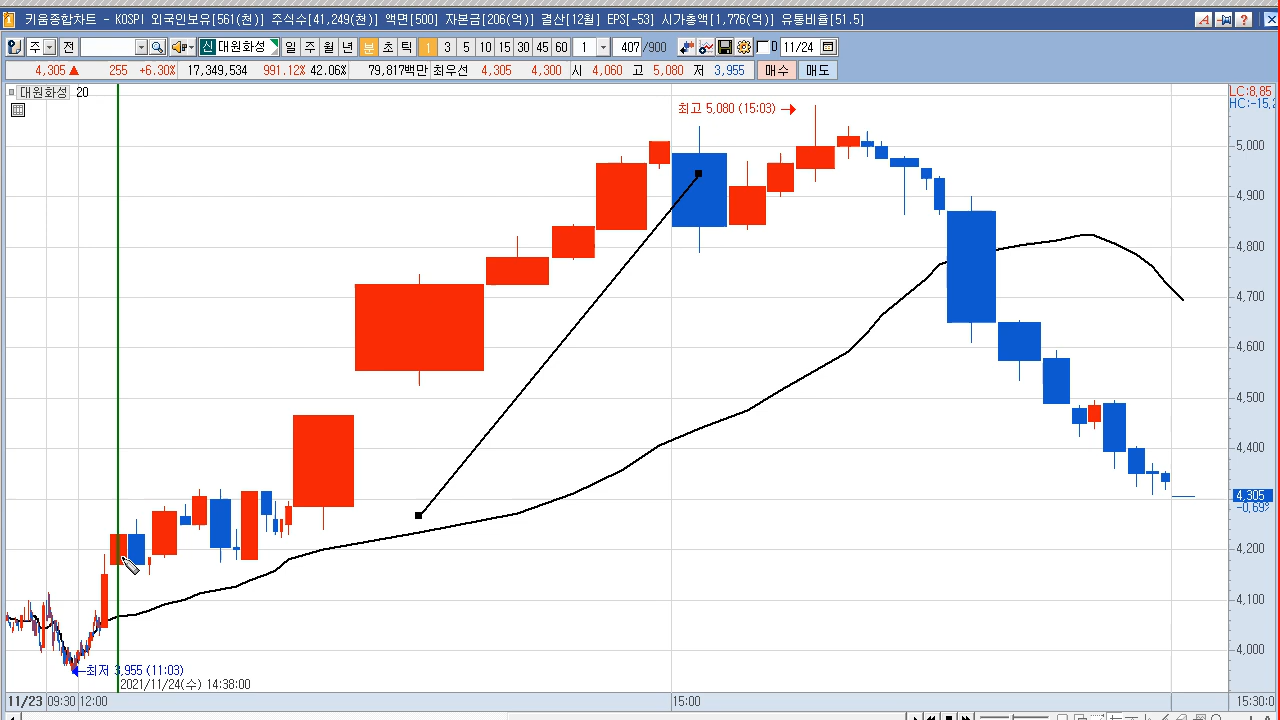 키움종합차트 - KOSPI 외국인보유[561(천)] 주식수[41,249(천)] 액면[500] 자본금[206(억)] 결산[12월] EPS[-53] 시가총액[1,776(억)] 유통비율[51.5]
주 전 신 대원화성 일 주 월 년 분 초 틱 1 3 5 10 15 30 45 60 1 407 /900 D 11/24
4,305 ▲ 255 +6.30% 17,349,534 991.12% 42.06% 79,817백만 최우선 4,305 4,300 시 4,060 고 5,080 저 3,955 매수 매도
대원화성 20
LC:8,85
HC:-15,2
최고 5,080 (15:03)
5,000
4,900
4,800
4,700
4,600
4,500
4,400
4,305
-0,69%
4,200
4,100
4,000
최저 3,955 (11:03)
2021/11/24(수) 14:38:00
11/23 09:30 12:00 15:00 15:30:0